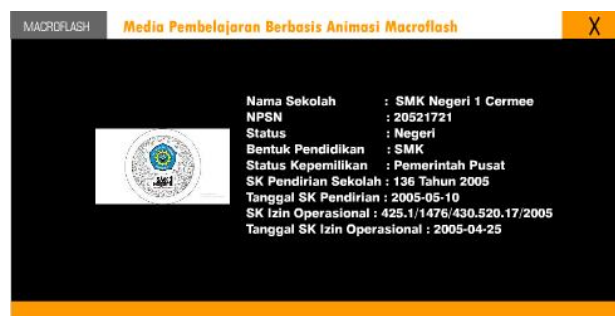 MACROFLASH
Media Pembelajaran Berbasis Animasi Macroflash
X
Nama Sekolah : SMK Negeri 1 Cermee
NPSN : 20521721
Status : Negeri
Bentuk Pendidikan : SMK
Status Kepemilikan : Pemerintah Pusat
SK Pendirian Sekolah : 136 Tahun 2005
Tanggal SK Pendirian : 2005-05-10
SK Izin Operasional : 425.1/1476/430.520.17/2005
Tanggal SK Izin Operasional : 2005-04-25